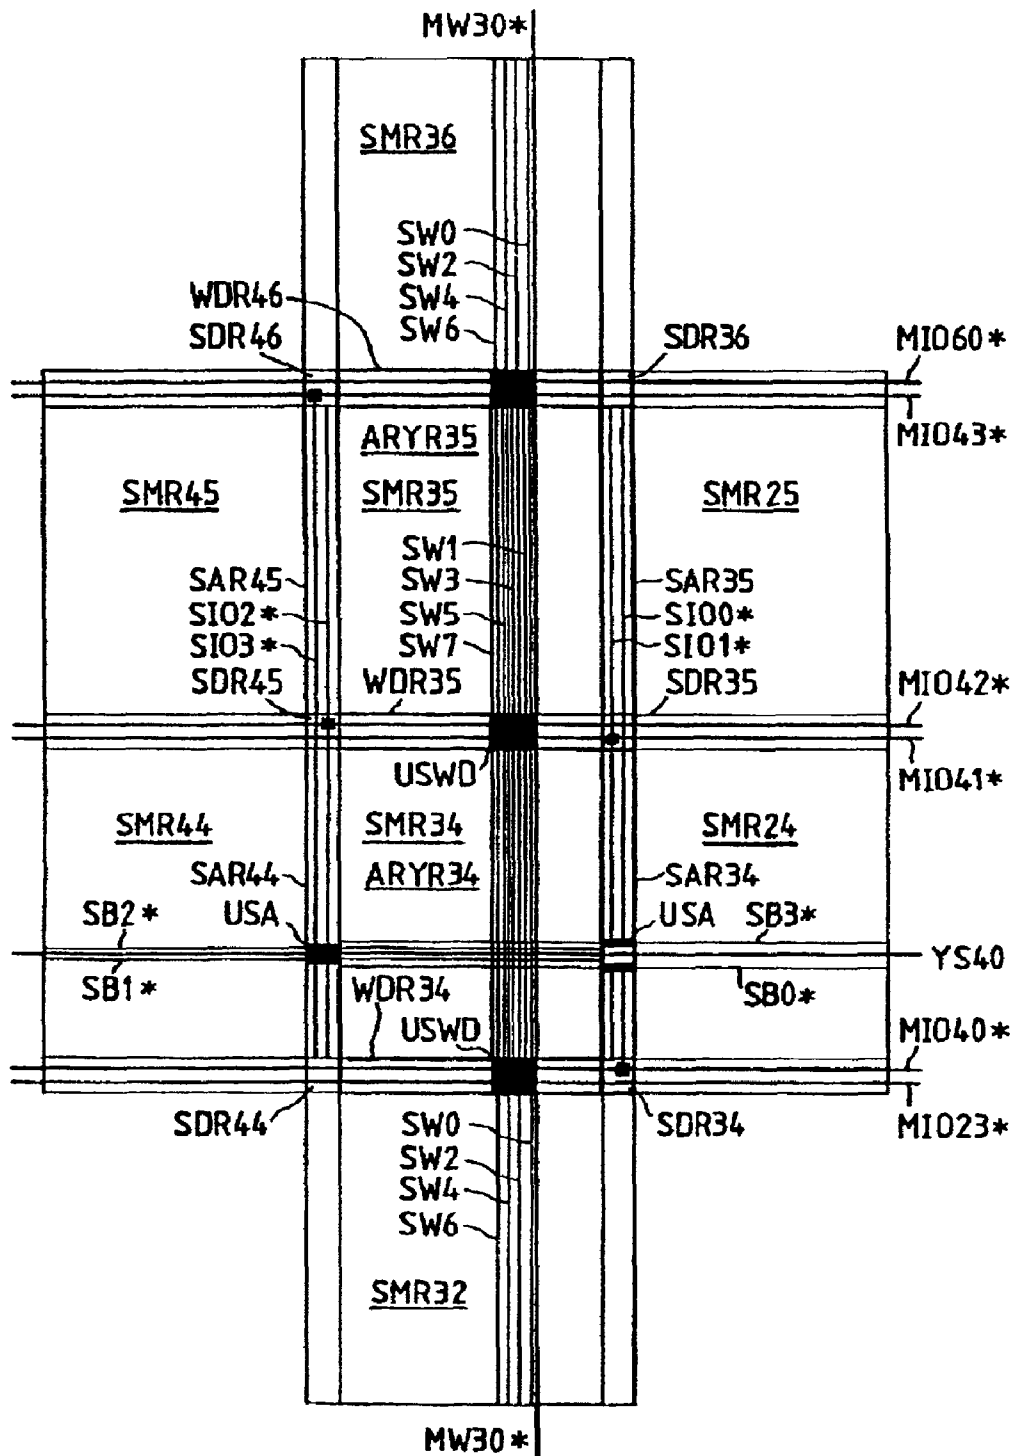 MW30*
SMR36
SW0
SW2
WDR46
SW4
SDR46
SW6
SDR36
MIO60*
ARYR35
MIO43*
SMR45
SMR35
SMR25
SW1
SAR45
SW3
SAR35
SIO2*
SW5
SIO0*
SIO3*
SW7
SIO1*
SDR45
WDR35
SDR35
MIO42*
USWD
MIO41*
SMR44
SMR34
SMR24
SAR44
ARYR34
SAR34
SB2*
USA
USA
SB3*
YS40
SB1*
WDR34
SB0*
USWD
MIO40*
SDR44
SW0
SDR34
MIO23*
SW2
SW4
SW6
SMR32
MW30*